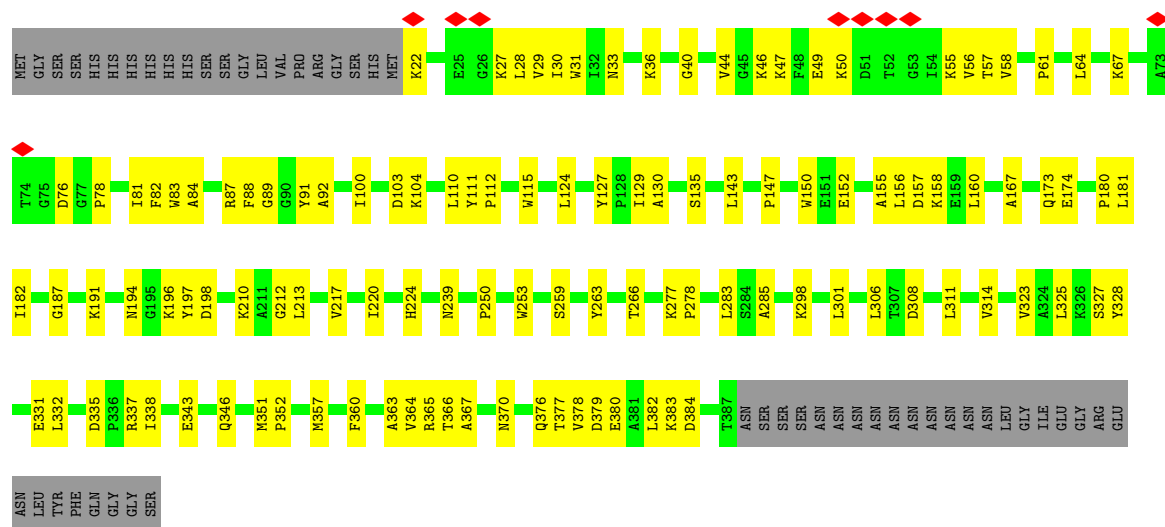 MET GLY SER SER HIS HIS HIS HIS HIS HIS SER SER GLY LEU VAL PRO ARG GLY SER HIS MET K22 E25 G26 K27 L28 V29 I30 W31 I32 N33 K36 G40 V44 G45 K46 K47 F48 E49 K50 D51 T52 G53 I54 K55 V56 T57 V58 P61 L64 K67 A73
T74 G75 D76 G77 P78 I81 F82 W83 A84 R87 F88 G89 G90 Y91 A92 I100 D103 K104 L110 Y111 P112 W115 L124 Y127 P128 I129 A130 S135 L143 P147 W150 E151 E152 A155 L156 D157 K158 E159 L160 A167 Q173 E174 P180 L181
I182 G187 K191 N194 G195 K196 Y197 D198 K210 A211 G212 L213 V217 I220 H224 N239 P250 W253 S259 Y263 T266 K277 P278 L283 S284 A285 K298 L301 L306 T307 D308 L311 V314 V323 A324 L325 K326 S327 Y328
E331 L332 D335 P336 R337 I338 E343 Q346 M351 P352 M357 F360 A363 V364 R365 T366 A367 N370 Q376 T377 V378 D379 E380 A381 L382 K383 D384 T387 ASN SER SER SER ASN ASN ASN ASN ASN ASN ASN ASN ASN ASN LEU GLY ILE GLU GLY ARG GLU
ASN LEU TYR PHE GLN GLY GLY SER